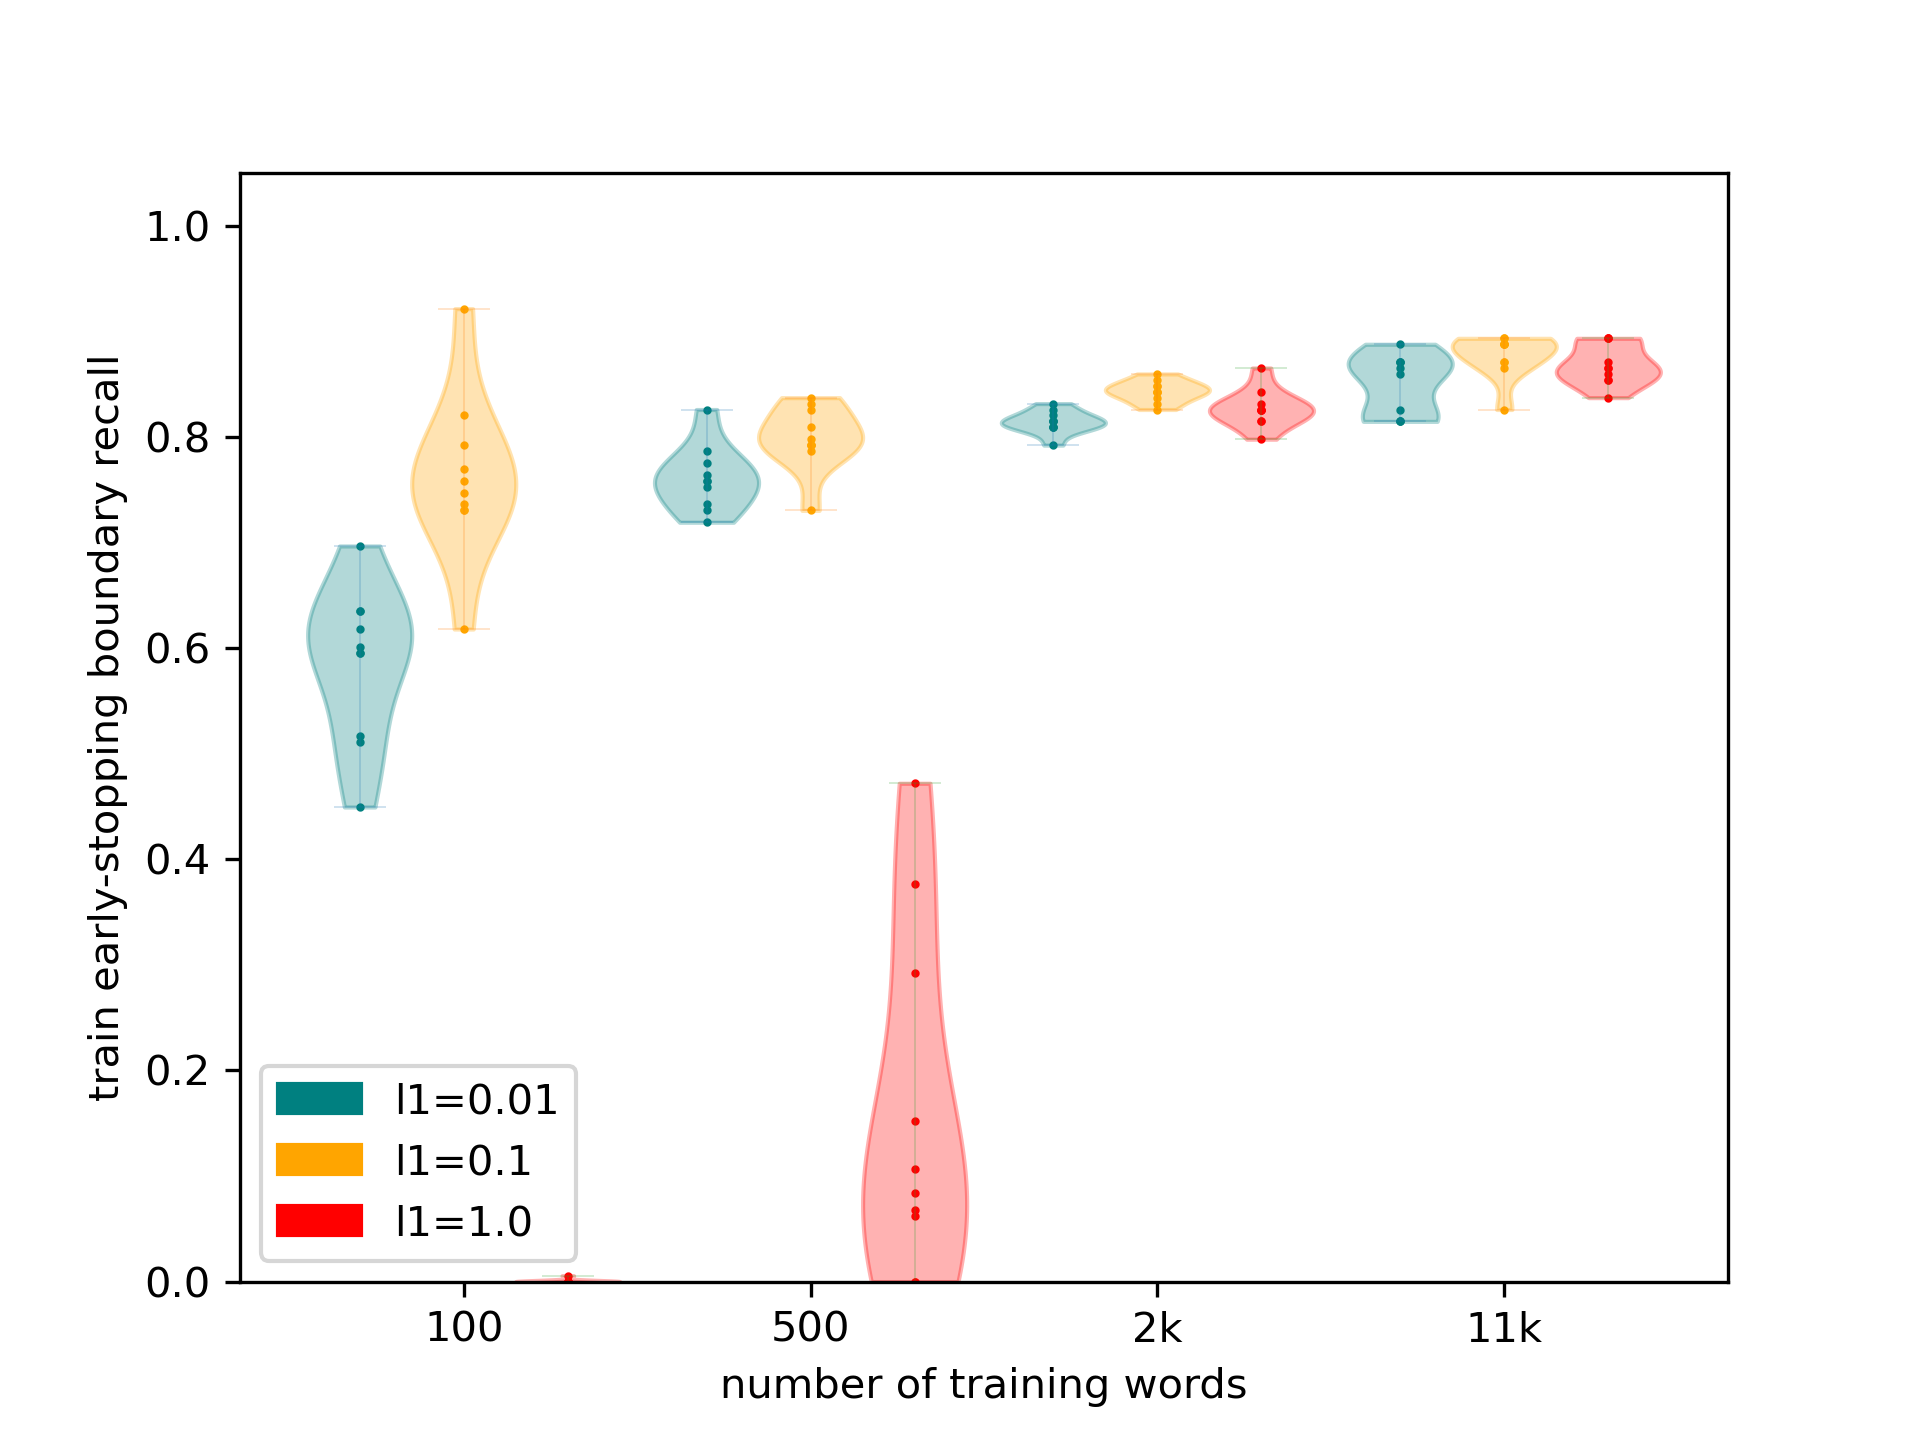 1.0
0.8
0.6
0.4
0.2
0.0
train early-stopping boundary recall
l1=0.01
l1=0.1
l1=1.0
100 500 2k 11k
number of training words